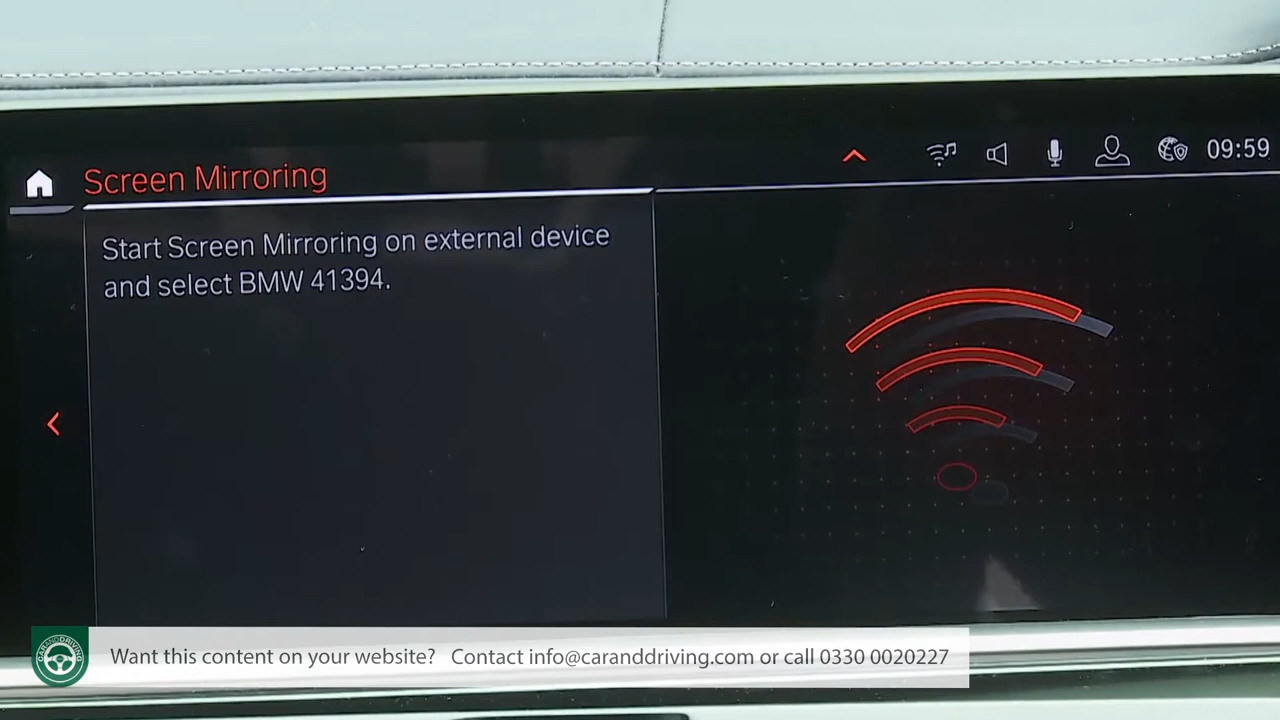 Screen Mirroring
09:59
Start Screen Mirroring on external device
and select BMW 41394.
CARANDDRIVING
Want this content on your website? Contact info@caranddriving.com or call 0330 0020227